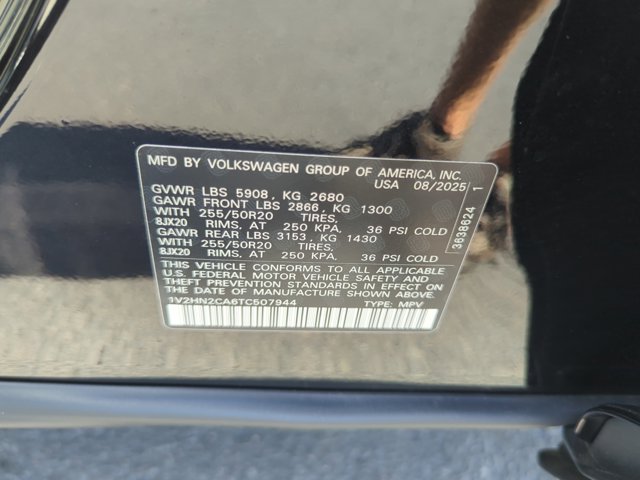 MFD BY VOLKSWAGEN GROUP OF AMERICA, INC.
USA 08/2025
GVWR LBS 5908, KG 2680
GAWR FRONT LBS 2866, KG 1300
WITH 255/50R20 TIRES,
8JX20 RIMS, AT 250 KPA, 36 PSI COLD
GAWR REAR LBS 3153, KG 1430
WITH 255/50R20 TIRES,
8JX20 RIMS, AT 250 KPA, 36 PSI COLD
THIS VEHICLE CONFORMS TO ALL APPLICABLE
U.S. FEDERAL MOTOR VEHICLE SAFETY AND
THEFT PREVENTION STANDARDS IN EFFECT ON
THE DATE OF MANUFACTURE SHOWN ABOVE.
1V2HN2CA6TC507944 TYPE: MPV
3638624 1